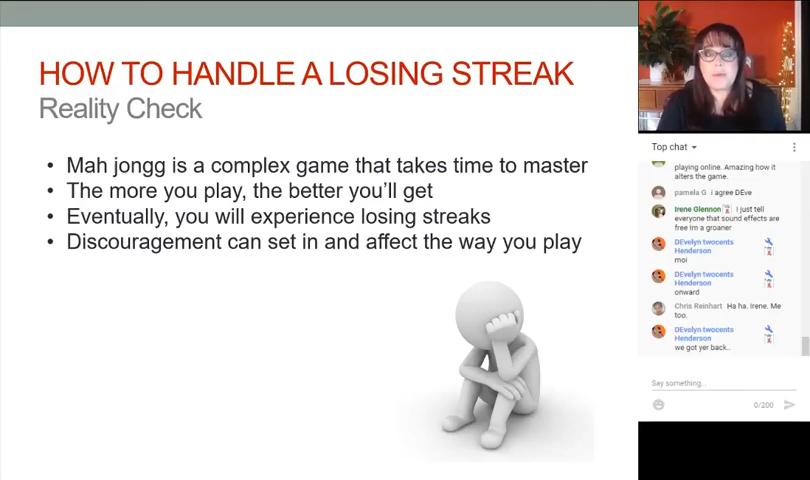 HOW TO HANDLE A LOSING STREAK
Reality Check
• Mah jongg is a complex game that takes time to master
• The more you play, the better you'll get
• Eventually, you will experience losing streaks
• Discouragement can set in and affect the way you play
Top chat
playing online. Amazing how it
alters the game.
pamela G i agree DEve
Irene Glennon I just tell
everyone that sound effects are
free im a groaner
DEvelyn twocents
Henderson
moi
DEvelyn twocents
Henderson
onward
Chris Reinhart Ha ha. Irene. Me
too.
DEvelyn twocents
Henderson
we got yer back..
Say something...
0/200